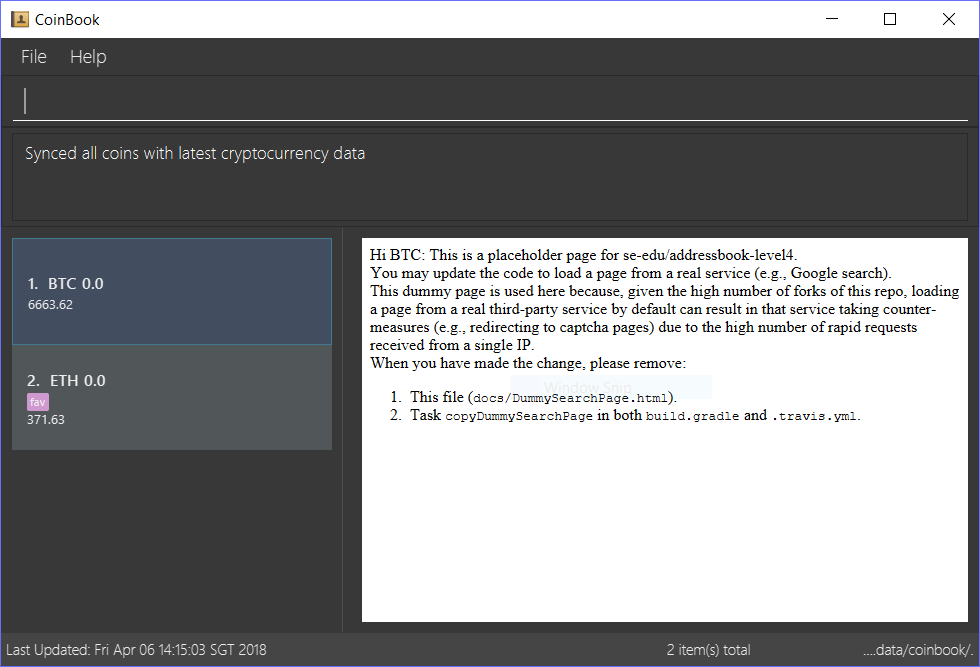 CoinBook
File Help
Synced all coins with latest cryptocurrency data
1. BTC 0.0
6663.62
2. ETH 0.0
fav
371.63
Hi BTC: This is a placeholder page for se-edu/addressbook-level4.
You may update the code to load a page from a real service (e.g., Google search).
This dummy page is used here because, given the high number of forks of this repo, loading
a page from a real third-party service by default can result in that service taking counter-
measures (e.g., redirecting to captcha pages) due to the high number of rapid requests
received from a single IP.
When you have made the change, please remove:
Window Snip
1. This file (docs/DummySearchPage.html).
2. Task copyDummySearchPage in both build.gradle and .travis.yml.
Last Updated: Fri Apr 06 14:15:03 SGT 2018 2 item(s) total ....data/coinbook/.